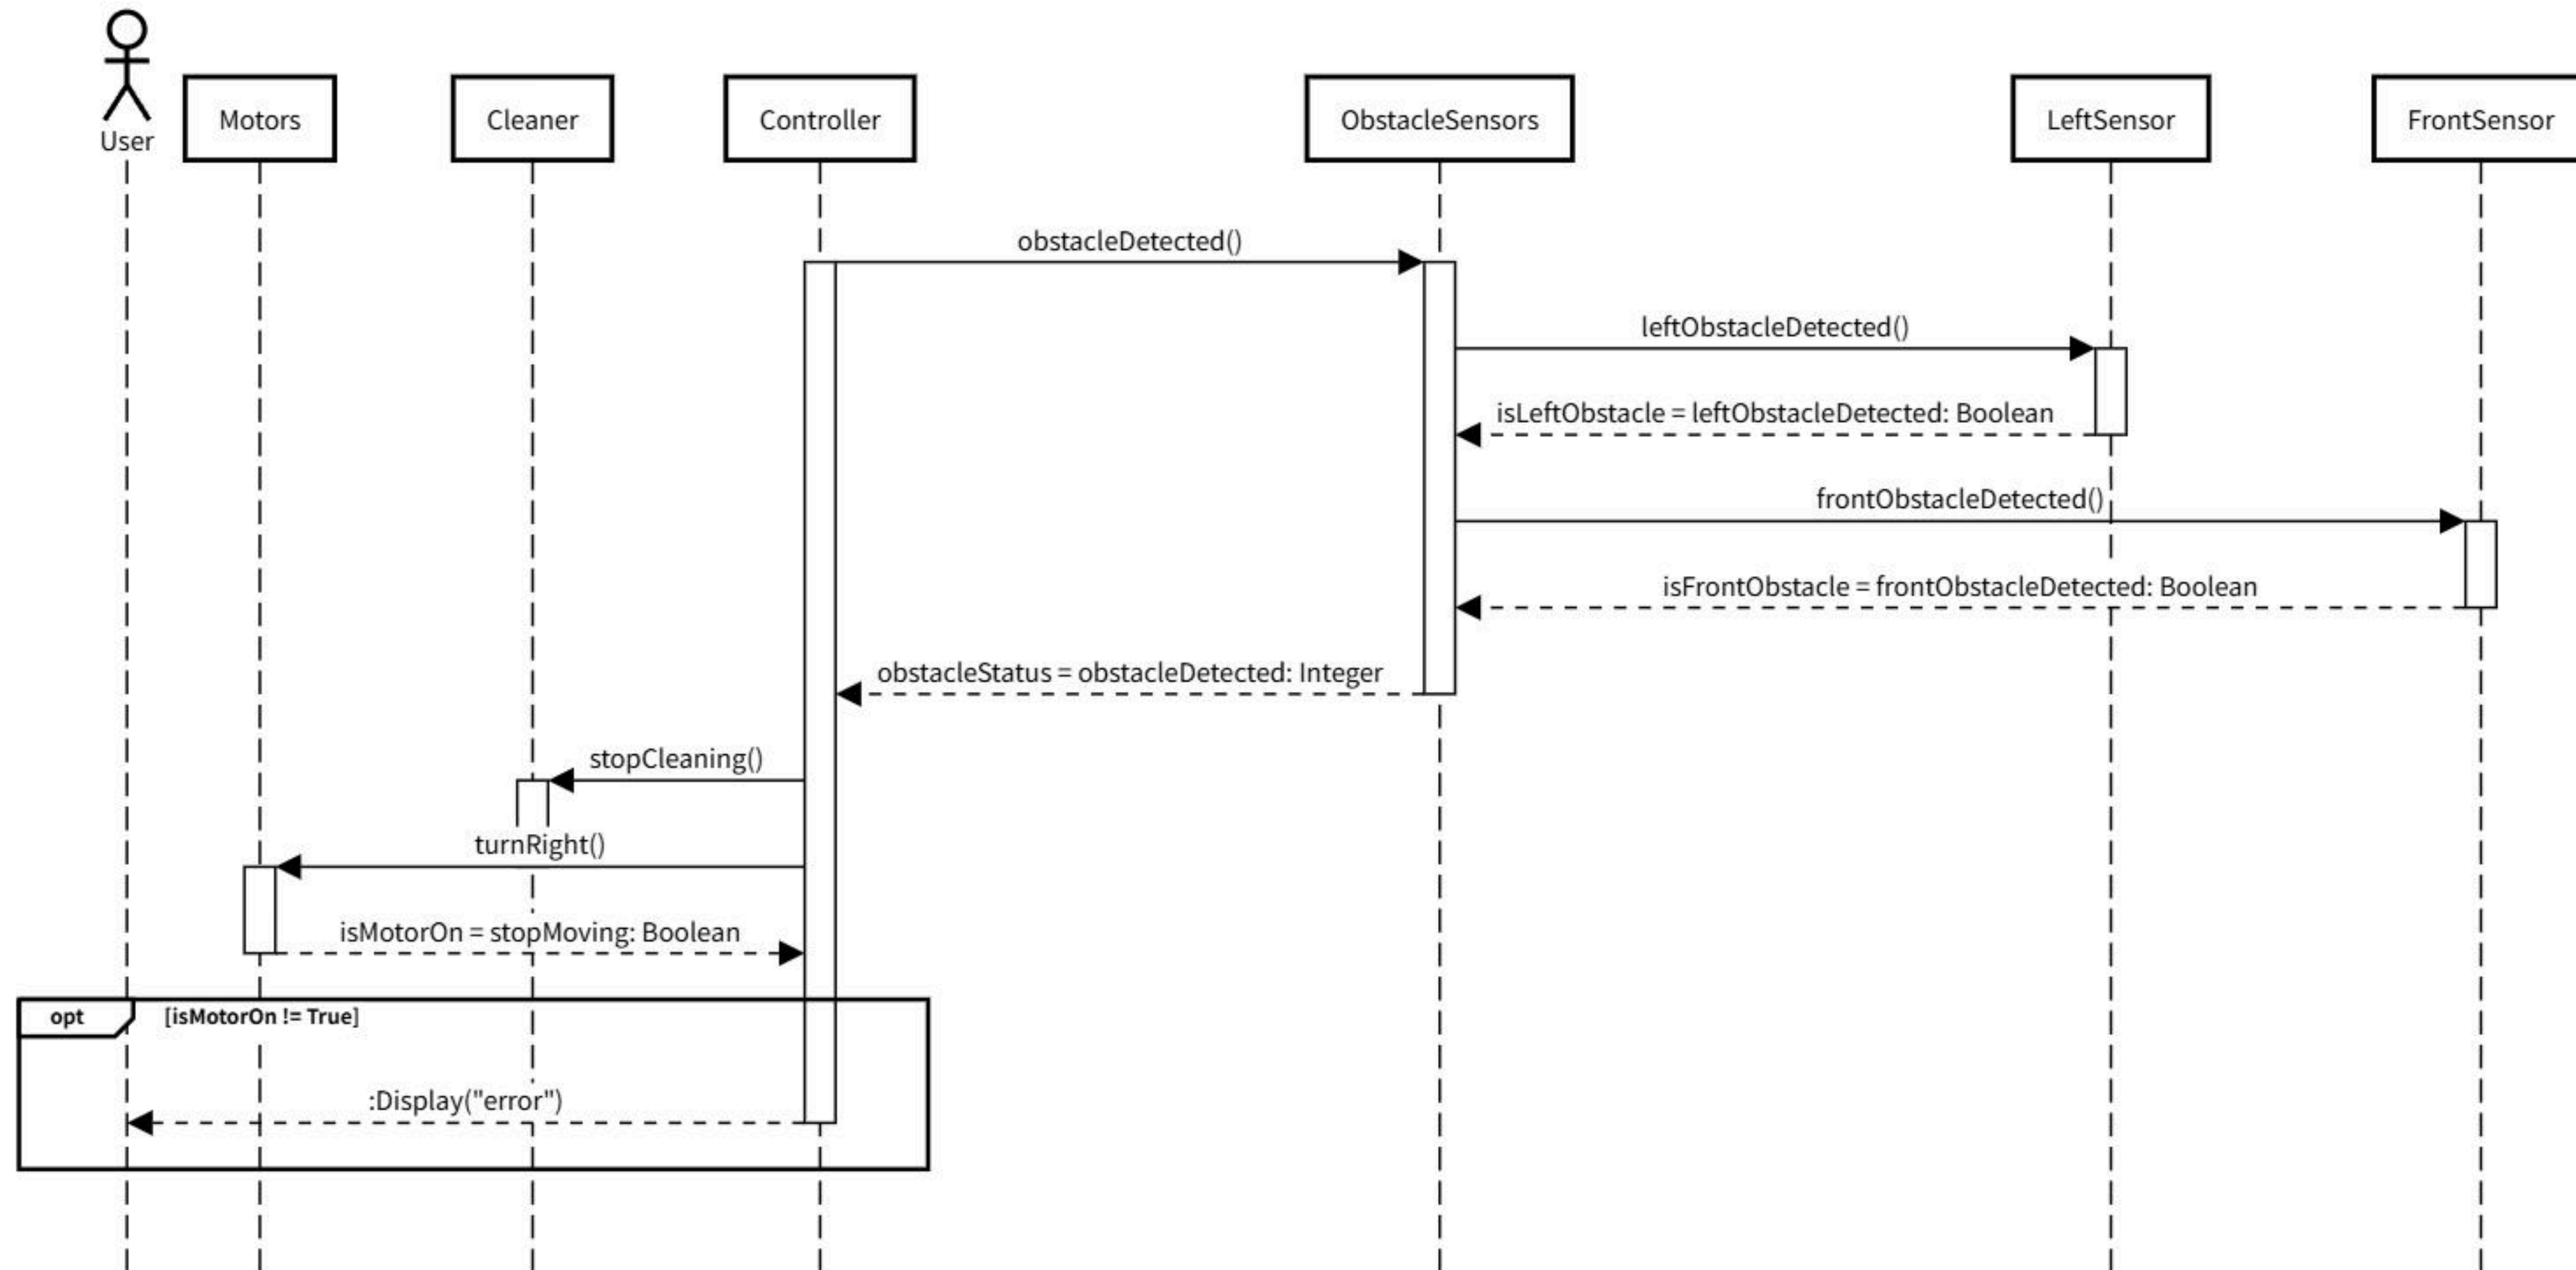 User
Motors
Cleaner
Controller
ObstacleSensors
LeftSensor
FrontSensor
obstacleDetected()
leftObstacleDetected()
isLeftObstacle = leftObstacleDetected: Boolean
frontObstacleDetected()
isFrontObstacle = frontObstacleDetected: Boolean
obstacleStatus = obstacleDetected: Integer
stopCleaning()
turnRight()
isMotorOn = stopMoving: Boolean
opt [isMotorOn != True]
:Display("error")